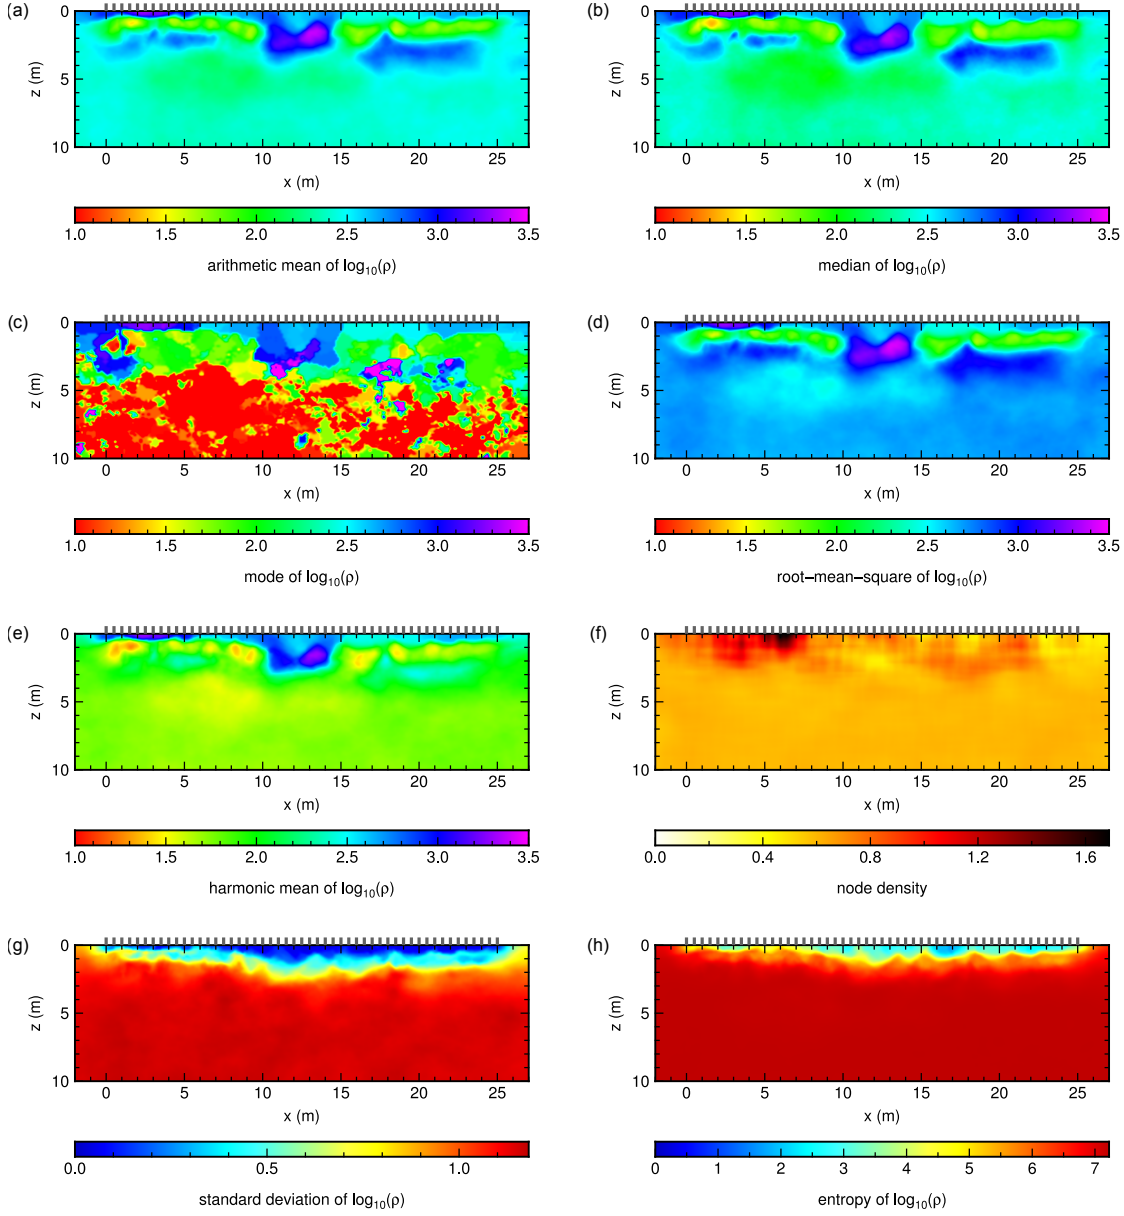 (a)
0
5
10
z (m)
0 5 10 15 20 25
x (m)
1.0 1.5 2.0 2.5 3.0 3.5
arithmetic mean of log10(ρ)
(b)
0
5
10
z (m)
0 5 10 15 20 25
x (m)
1.0 1.5 2.0 2.5 3.0 3.5
median of log10(ρ)
(c)
0
5
10
z (m)
0 5 10 15 20 25
x (m)
1.0 1.5 2.0 2.5 3.0 3.5
mode of log10(ρ)
(d)
0
5
10
z (m)
0 5 10 15 20 25
x (m)
1.0 1.5 2.0 2.5 3.0 3.5
root−mean−square of log10(ρ)
(e)
0
5
10
z (m)
0 5 10 15 20 25
x (m)
1.0 1.5 2.0 2.5 3.0 3.5
harmonic mean of log10(ρ)
(f)
0
5
10
z (m)
0 5 10 15 20 25
x (m)
0.0 0.4 0.8 1.2 1.6
node density
(g)
0
5
10
z (m)
0 5 10 15 20 25
x (m)
0.0 0.5 1.0
standard deviation of log10(ρ)
(h)
0
5
10
z (m)
0 5 10 15 20 25
x (m)
0 1 2 3 4 5 6 7
entropy of log10(ρ)